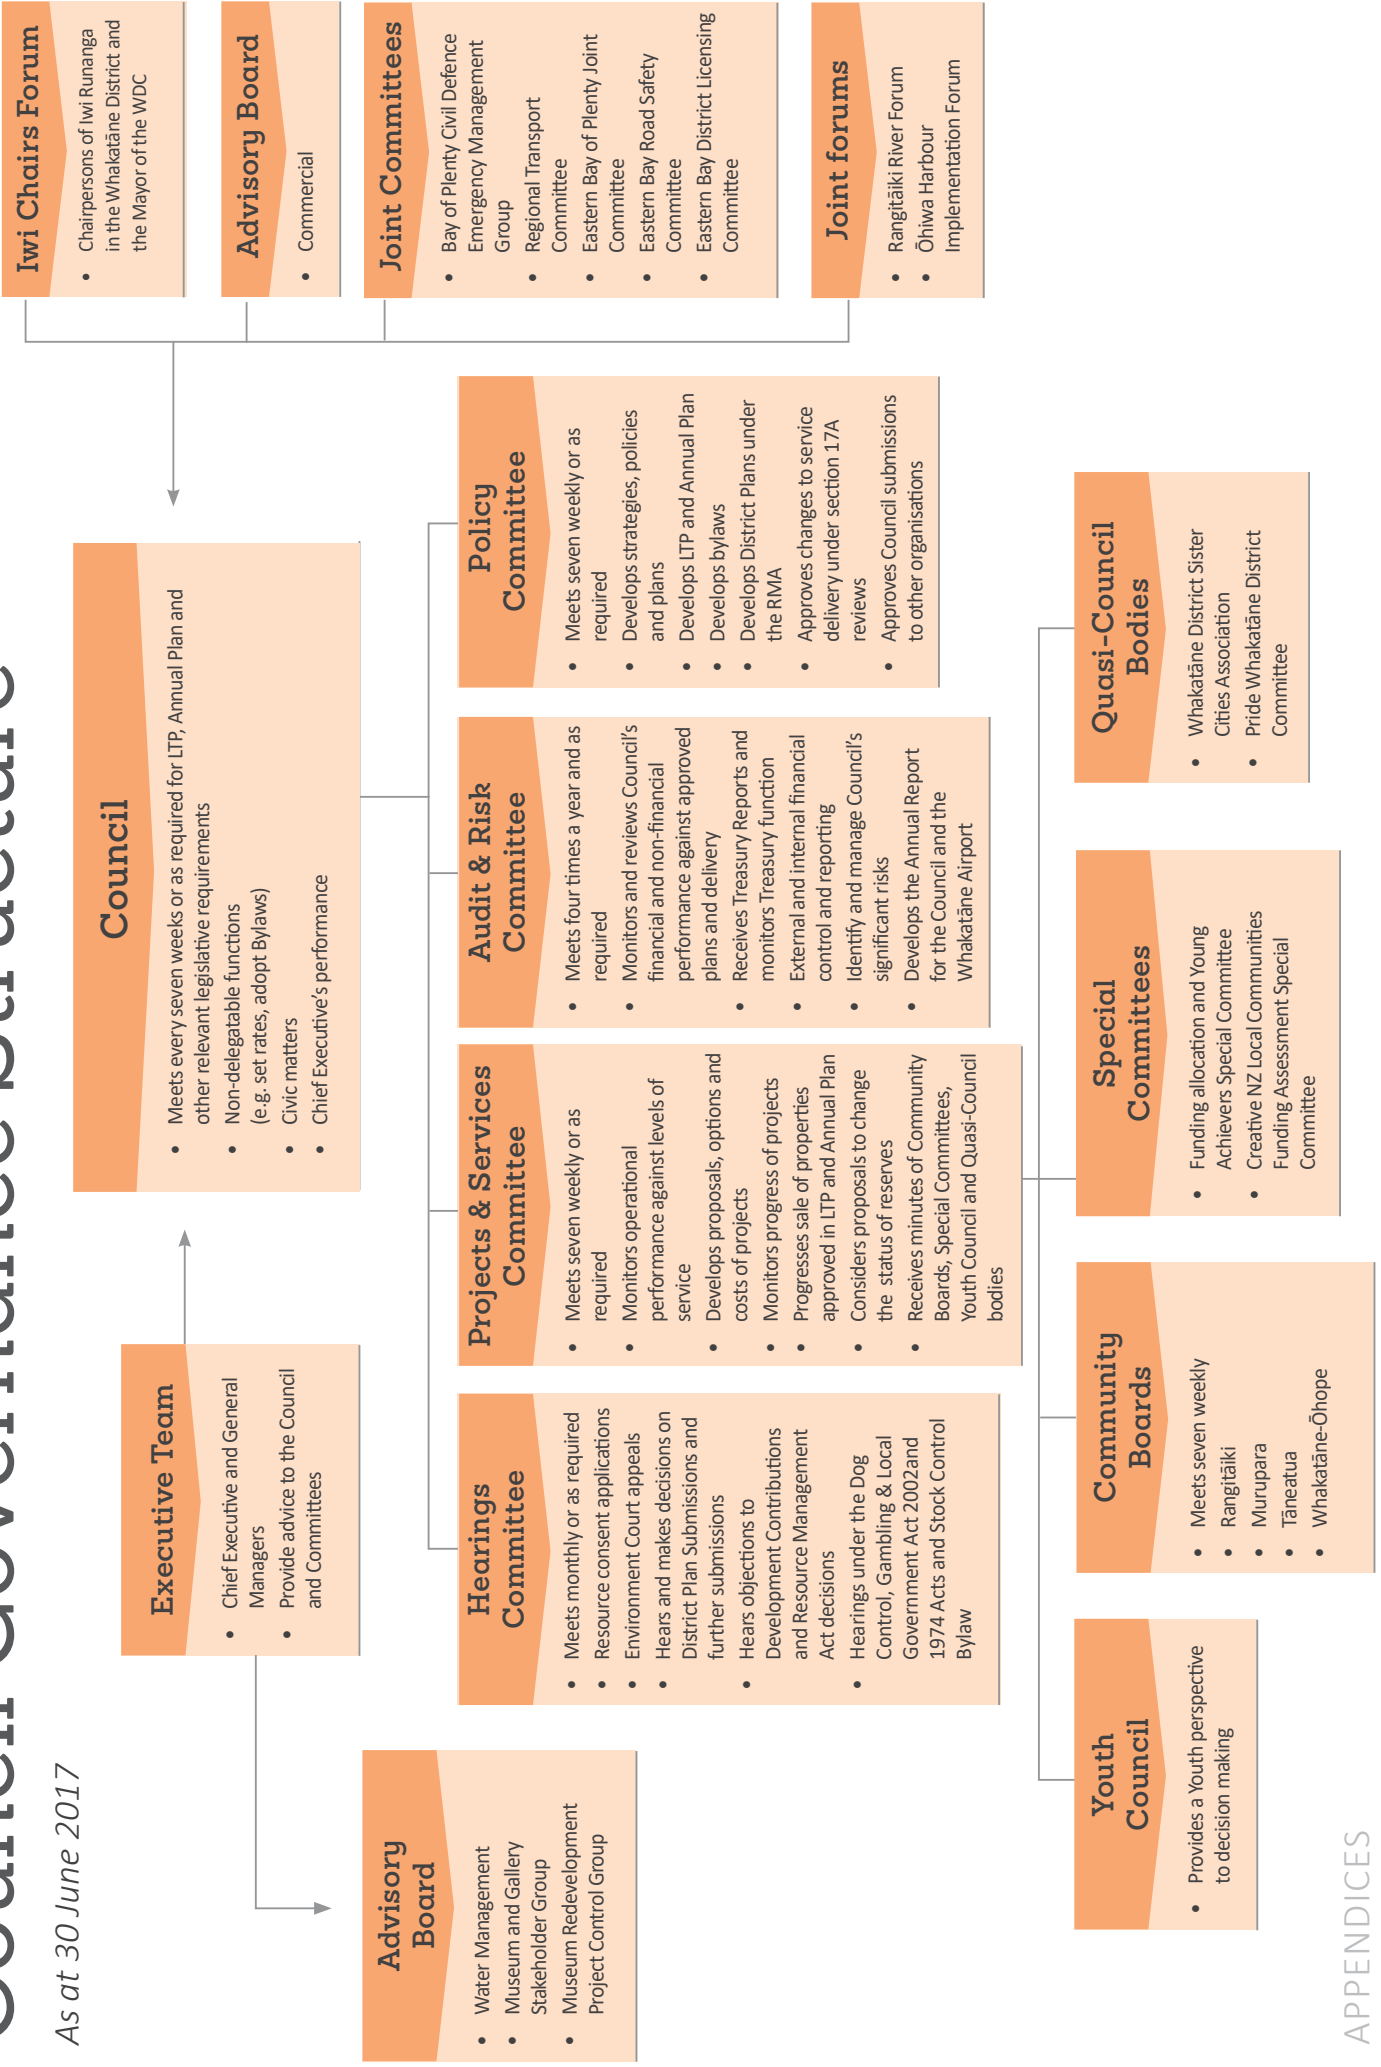 Council Governance Structure
As at 30 June 2017
Iwi Chairs Forum
• Chairpersons of Iwi Runanga
in the Whakatāne District and
the Mayor of the WDC
Advisory Board
• Commercial
Joint Committees
• Bay of Plenty Civil Defence
Emergency Management
Group
• Regional Transport
Committee
• Eastern Bay of Plenty Joint
Committee
• Eastern Bay Road Safety
Committee
• Eastern Bay District Licensing
Committee
Joint forums
• Rangitāiki River Forum
• Ōhiwa Harbour
Implementation Forum
Council
• Meets every seven weeks or as required for LTP, Annual Plan and
other relevant legislative requirements
• Non-delegatable functions
(e.g. set rates, adopt Bylaws)
• Civic matters
• Chief Executive’s performance
Executive Team
• Chief Executive and General
Managers
• Provide advice to the Council
and Committees
Advisory
Board
• Water Management
• Museum and Gallery
Stakeholder Group
• Museum Redevelopment
Project Control Group
Hearings
Committee
• Meets monthly or as required
• Resource consent applications
• Environment Court appeals
• Hears and makes decisions on
District Plan Submissions and
further submissions
• Hears objections to
Development Contributions
and Resource Management
Act decisions
• Hearings under the Dog
Control, Gambling & Local
Government Act 2002and
1974 Acts and Stock Control
Bylaw
Projects & Services
Committee
• Meets seven weekly or as
required
• Monitors operational
performance against levels of
service
• Develops proposals, options and
costs of projects
• Monitors progress of projects
• Progresses sale of properties
approved in LTP and Annual Plan
• Considers proposals to change
the status of reserves
• Receives minutes of Community
Boards, Special Committees,
Youth Council and Quasi-Council
bodies
Audit & Risk
Committee
• Meets four times a year and as
required
• Monitors and reviews Council’s
financial and non-financial
performance against approved
plans and delivery
• Receives Treasury Reports and
monitors Treasury function
• External and internal financial
control and reporting
• Identify and manage Council’s
significant risks
• Develops the Annual Report
for the Council and the
Whakatāne Airport
Policy
Committee
• Meets seven weekly or as
required
• Develops strategies, policies
and plans
• Develops LTP and Annual Plan
• Develops bylaws
• Develops District Plans under
the RMA
• Approves changes to service
delivery under section 17A
reviews
• Approves Council submissions
to other organisations
Youth
Council
• Provides a Youth perspective
to decision making
Community
Boards
• Meets seven weekly
• Rangitāiki
• Murupara
• Tāneatua
• Whakatāne-Ōhope
Special
Committees
• Funding allocation and Young
Achievers Special Committee
• Creative NZ Local Communities
Funding Assessment Special
Committee
Quasi-Council
Bodies
• Whakatāne District Sister
Cities Association
• Pride Whakatāne District
Committee
APPENDICES